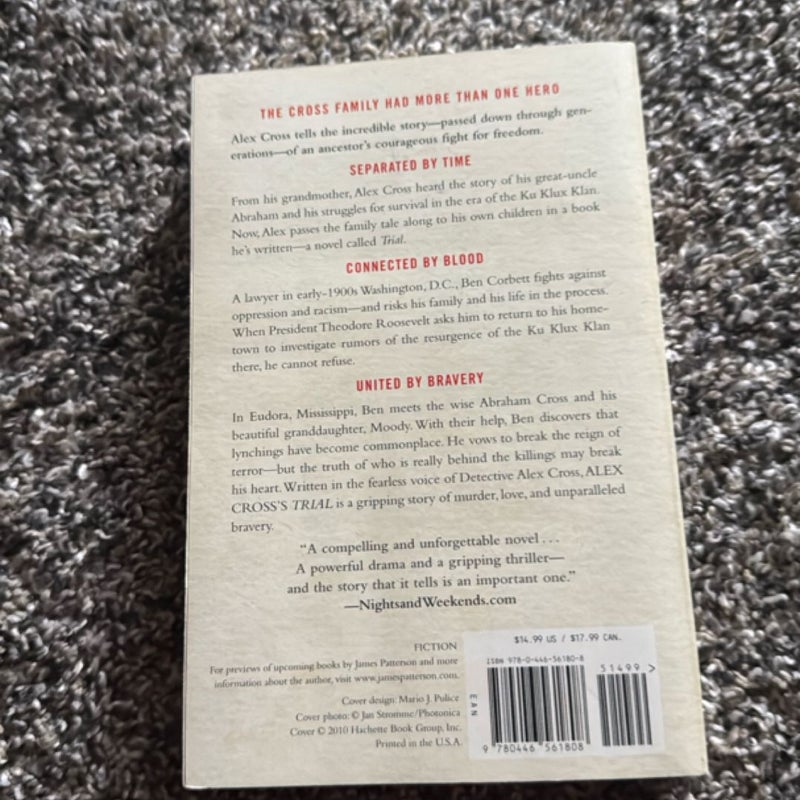 THE CROSS FAMILY HAD MORE THAN ONE HERO
Alex Cross tells the incredible story—passed down through gen-
erations—of an ancestor's courageous fight for freedom.
SEPARATED BY TIME
From his grandmother, Alex Cross heard the story of his great-uncle
Abraham and his struggles for survival in the era of the Ku Klux Klan.
Now, Alex passes the family tale along to his own children in a book
he's written—a novel called Trial.
CONNECTED BY BLOOD
A lawyer in early-1900s Washington, D.C., Ben Corbett fights against
oppression and racism—and risks his family and his life in the process.
When President Theodore Roosevelt asks him to return to his home-
town to investigate rumors of the resurgence of the Ku Klux Klan
there, he cannot refuse.
UNITED BY BRAVERY
In Eudora, Mississippi, Ben meets the wise Abraham Cross and his
beautiful granddaughter, Moody. With their help, Ben discovers that
lynchings have become commonplace. He vows to break the reign of
terror—but the truth of who is really behind the killings may break
his heart. Written in the fearless voice of Detective Alex Cross, ALEX
CROSS'S TRIAL is a gripping story of murder, love, and unparalleled
bravery.
"A compelling and unforgettable novel . . .
A powerful drama and a gripping thriller—
and the story that it tells is an important one."
—NightsandWeekends.com
FICTION
For previews of upcoming books by James Patterson and more
information about the author, visit www.jamespatterson.com.
Cover design: Mario J. Pulice
Cover photo: © Jan Stromme/Photonica
Cover © 2010 Hachette Book Group, Inc.
Printed in the U.S.A.
$14.99 US / $17.99 CAN.
ISBN 978-0-446-56180-8
51499 >
EAN
9 780446 561808